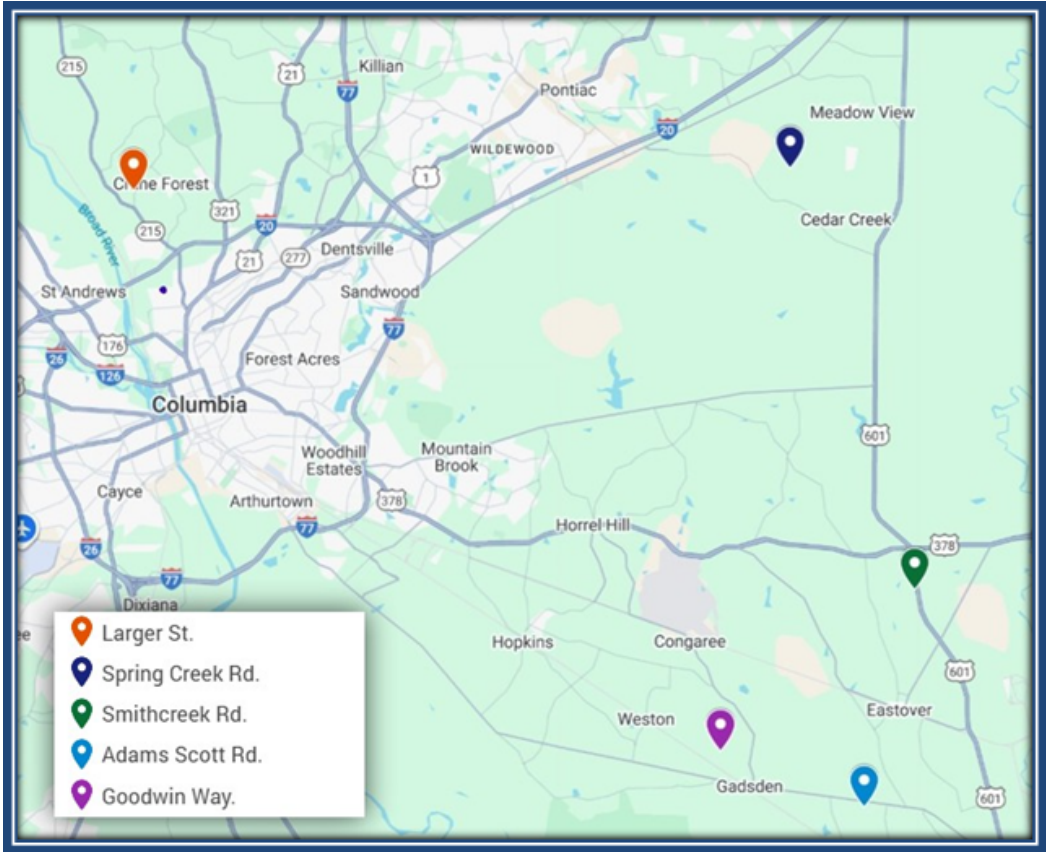 215
21
Killian
77
Pontiac
20
Meadow View
WILDEWOOD
1
Forest
321
Cedar Creek
Broad River
215
20
Dentsville
21
277
St Andrews
Sandwood
77
176
26
126
Forest Acres
Columbia
601
Woodhill
Estates
Mountain
Brook
Cayce
Arthurtown
378
77
Horrel Hill
26
378
77
Dixiana
ee
Larger St.
Spring Creek Rd.
Smithcreek Rd.
Adams Scott Rd.
Goodwin Way.
Hopkins
Congaree
601
Weston
Eastover
Gadsden
601